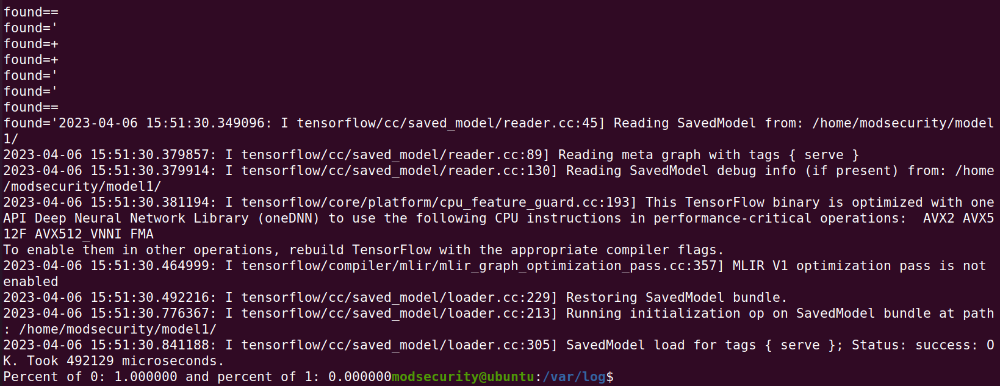 found==
found='
found=+
found=+
found='
found='
found==
found='2023-04-06 15:51:30.349096: I tensorflow/cc/saved_model/reader.cc:45] Reading SavedModel from: /home/modsecurity/model
1/
2023-04-06 15:51:30.379857: I tensorflow/cc/saved_model/reader.cc:89] Reading meta graph with tags { serve }
2023-04-06 15:51:30.379914: I tensorflow/cc/saved_model/reader.cc:130] Reading SavedModel debug info (if present) from: /home
/modsecurity/model1/
2023-04-06 15:51:30.381194: I tensorflow/core/platform/cpu_feature_guard.cc:193] This TensorFlow binary is optimized with one
API Deep Neural Network Library (oneDNN) to use the following CPU instructions in performance-critical operations:  AVX2 AVX5
12F AVX512_VNNI FMA
To enable them in other operations, rebuild TensorFlow with the appropriate compiler flags.
2023-04-06 15:51:30.464999: I tensorflow/compiler/mlir/mlir_graph_optimization_pass.cc:357] MLIR V1 optimization pass is not
enabled
2023-04-06 15:51:30.492216: I tensorflow/cc/saved_model/loader.cc:229] Restoring SavedModel bundle.
2023-04-06 15:51:30.776367: I tensorflow/cc/saved_model/loader.cc:213] Running initialization op on SavedModel bundle at path
: /home/modsecurity/model1/
2023-04-06 15:51:30.841188: I tensorflow/cc/saved_model/loader.cc:305] SavedModel load for tags { serve }; Status: success: O
K. Took 492129 microseconds.
Percent of 0: 1.000000 and percent of 1: 0.000000modsecurity@ubuntu:/var/log$